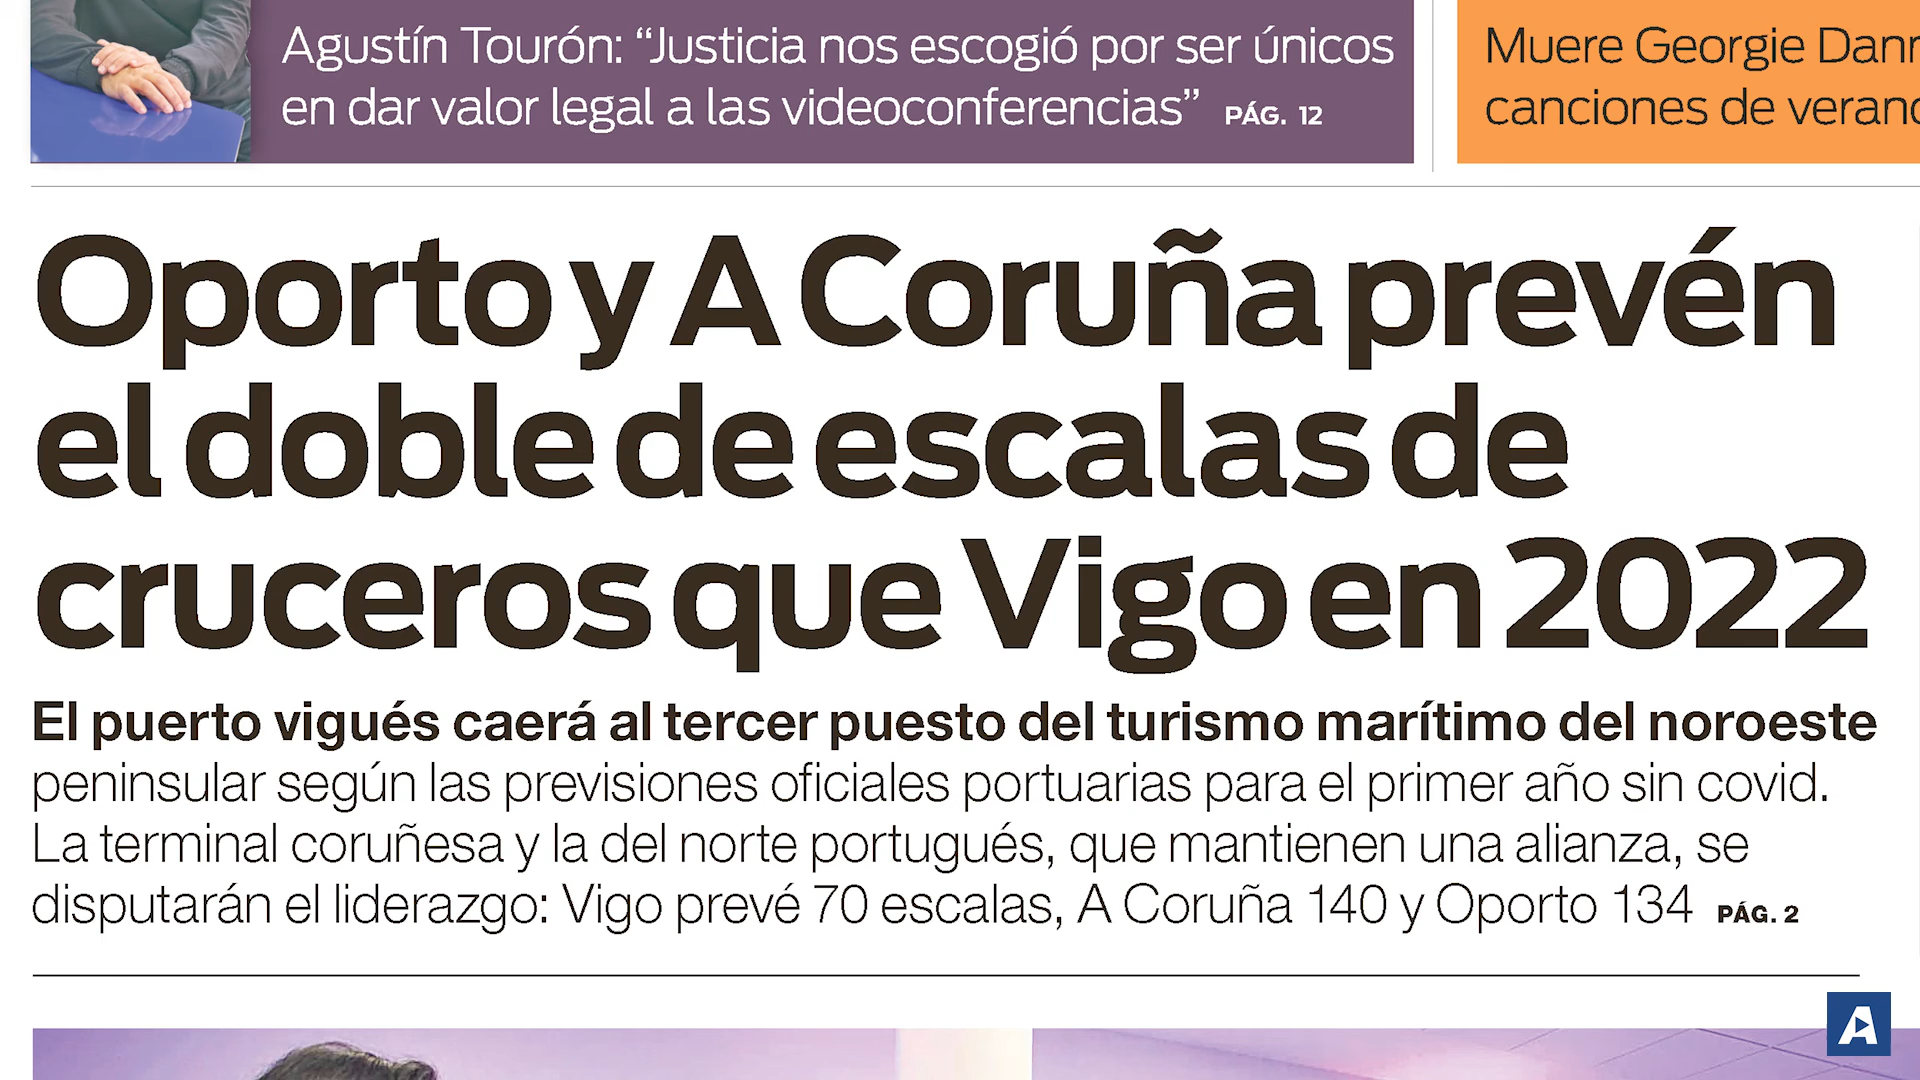 Agustín Tourón: “Justicia nos escogió por ser únicos
en dar valor legal a las videoconferencias” PÁG. 12
Muere Georgie
canciones de
Oporto y A Coruña prevén
el doble de escalas de
cruceros que Vigo en 2022
El puerto vigués caerá al tercer puesto del turismo marítimo del noroeste
peninsular según las previsiones oficiales portuarias para el primer año sin covid.
La terminal coruñesa y la del norte portugués, que mantienen una alianza, se
disputarán el liderazgo: Vigo prevé 70 escalas, A Coruña 140 y Oporto 134 PÁG. 2
A